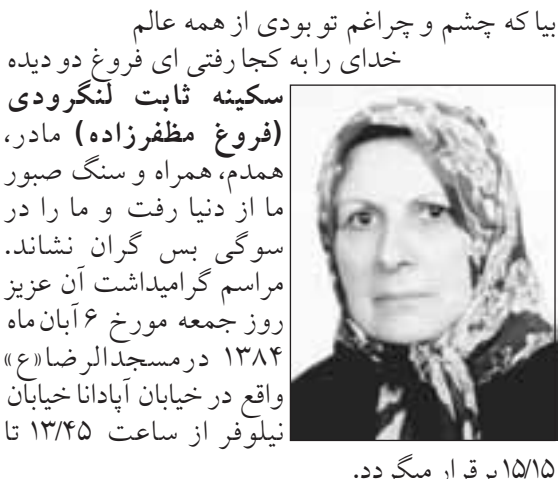 بیا که چشم و چراغم تو بودی از همه عالم
خدای را به کجا رفتی ای فروغ دو دیده
سکینه ثابت لنگرودی
(فروغ مظفرزاده) مادر،
همدم، همراه و سنگ صبور
ما از دنیا رفت و ما را در
سوگی بس گران نشاند.
مراسم گرامیداشت آن عزیز
روز جمعه مورخ ۶ آبان ماه
۱۳۸۴ درمسجدالرضا«ع»
واقع در خیابان آپادانا خیابان
نیلوفر از ساعت ۱۳/۴۵ تا
۱۵/۱۵ برقرار میگردد.